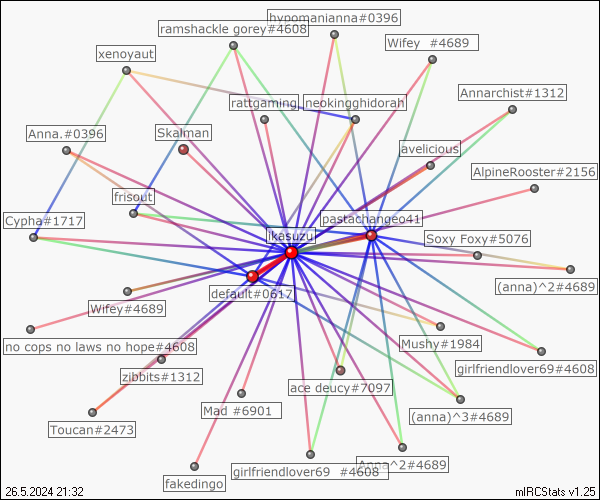 hypomanianna#0396
ramshackle gorey#4608
Wifey  #4689
xenoyaut
Annarchist#1312
rattgaming
neokingghidorah
Anna.#0396
Skalman
avelicious
AlpineRooster#2156
frisout
Cypha#1717
pastachangeo41
ikasuzu
Soxy Foxy#5076
default#0617
(anna)^2#4689
Wifey#4689
no cops no laws no hope#4608
Mushy#1984
girlfriendlover69#4608
zibbits#1312
ace deucy#7097
Mad #6901
(anna)^3#4689
Toucan#2473
Anna^2#4689
girlfriendlover69  #4608
fakedingo
26.5.2024 21:32
mIRCStats v1.25